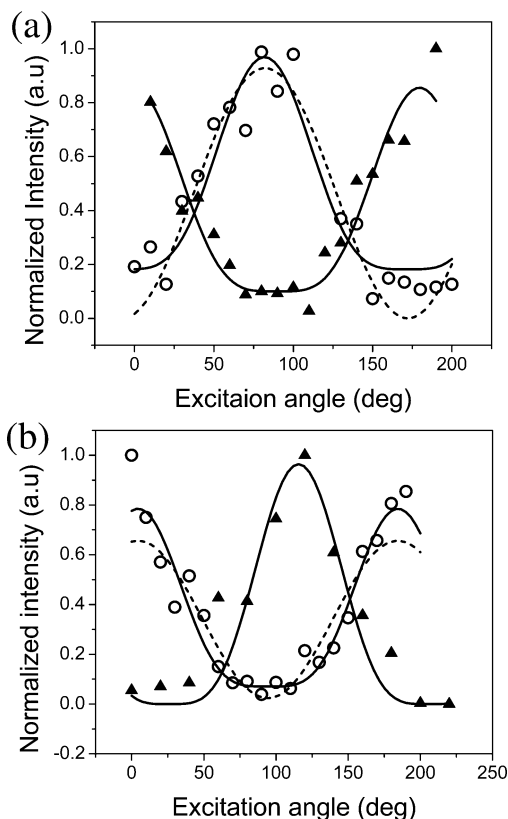 (a)
Normalized Intensity (a.u)
1.0
0.8
0.6
0.4
0.2
0.0
0 50 100 150 200
Excitaion angle (deg)
(b)
Normalized intensity (a.u)
1.0
0.8
0.6
0.4
0.2
0.0
-0.2
0 50 100 150 200 250
Excitation angle (deg)